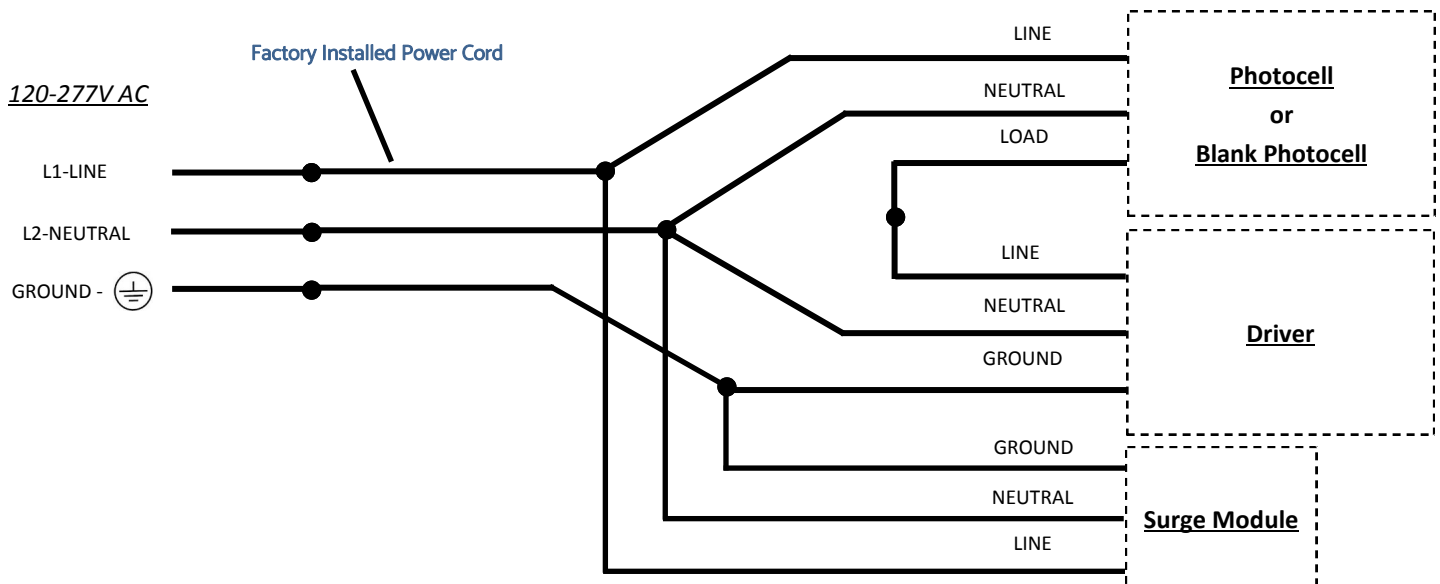 LINE
Factory Installed Power Cord
Photocell
120-277V AC
NEUTRAL
or
LOAD
Blank Photocell
L1-LINE
L2-NEUTRAL
LINE
GROUND -
NEUTRAL
Driver
GROUND
GROUND
NEUTRAL
Surge Module
LINE